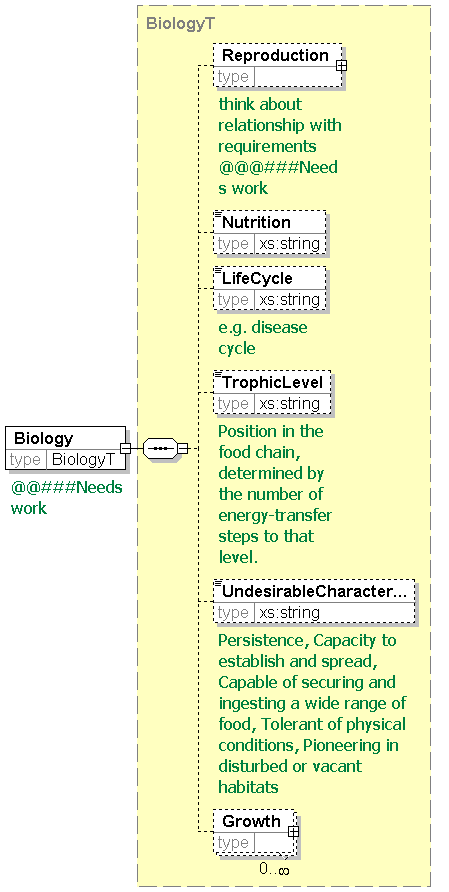 BiologyT
Reproduction
type
think about
relationship with
requirements
@@@###Need
s work
Nutrition
type xs:string
LifeCycle
type xs:string
e.g. disease
cycle
TrophicLevel
type xs:string
Position in the
food chain,
determined by
the number of
energy-transfer
steps to that
level.
Biology
type BiologyT
@@###Needs
work
UndesirableCharacter...
type xs:string
Persistence, Capacity to
establish and spread,
Capable of securing and
ingesting a wide range of
food, Tolerant of physical
conditions, Pioneering in
disturbed or vacant
habitats
Growth
type
0..∞